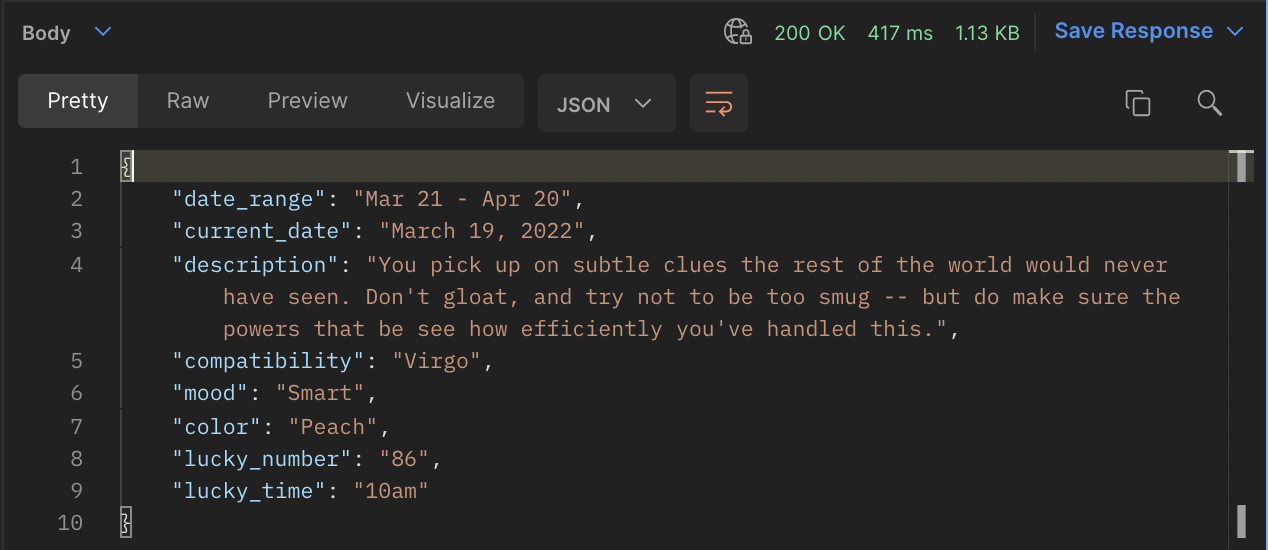 Body 200 OK 417 ms 1.13 KB Save Response
Pretty Raw Preview Visualize JSON
1 {
2 "date_range": "Mar 21 - Apr 20",
3 "current_date": "March 19, 2022",
4 "description": "You pick up on subtle clues the rest of the world would never
have seen. Don't gloat, and try not to be too smug -- but do make sure the
powers that be see how efficiently you've handled this.",
5 "compatibility": "Virgo",
6 "mood": "Smart",
7 "color": "Peach",
8 "lucky_number": "86",
9 "lucky_time": "10am"
10 }